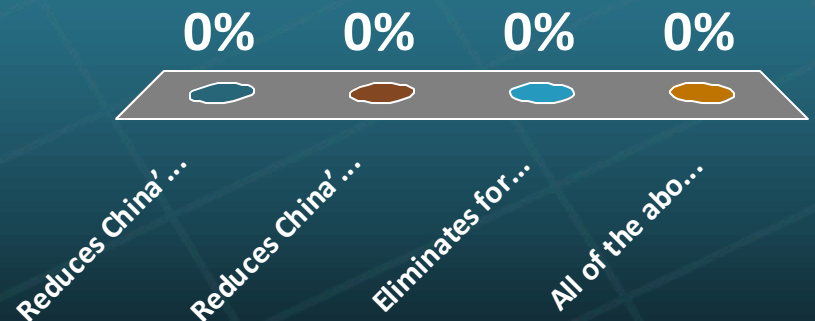 0% 0% 0% 0%
Reduces China’…
Reduces China’…
Eliminates for…
All of the abo…